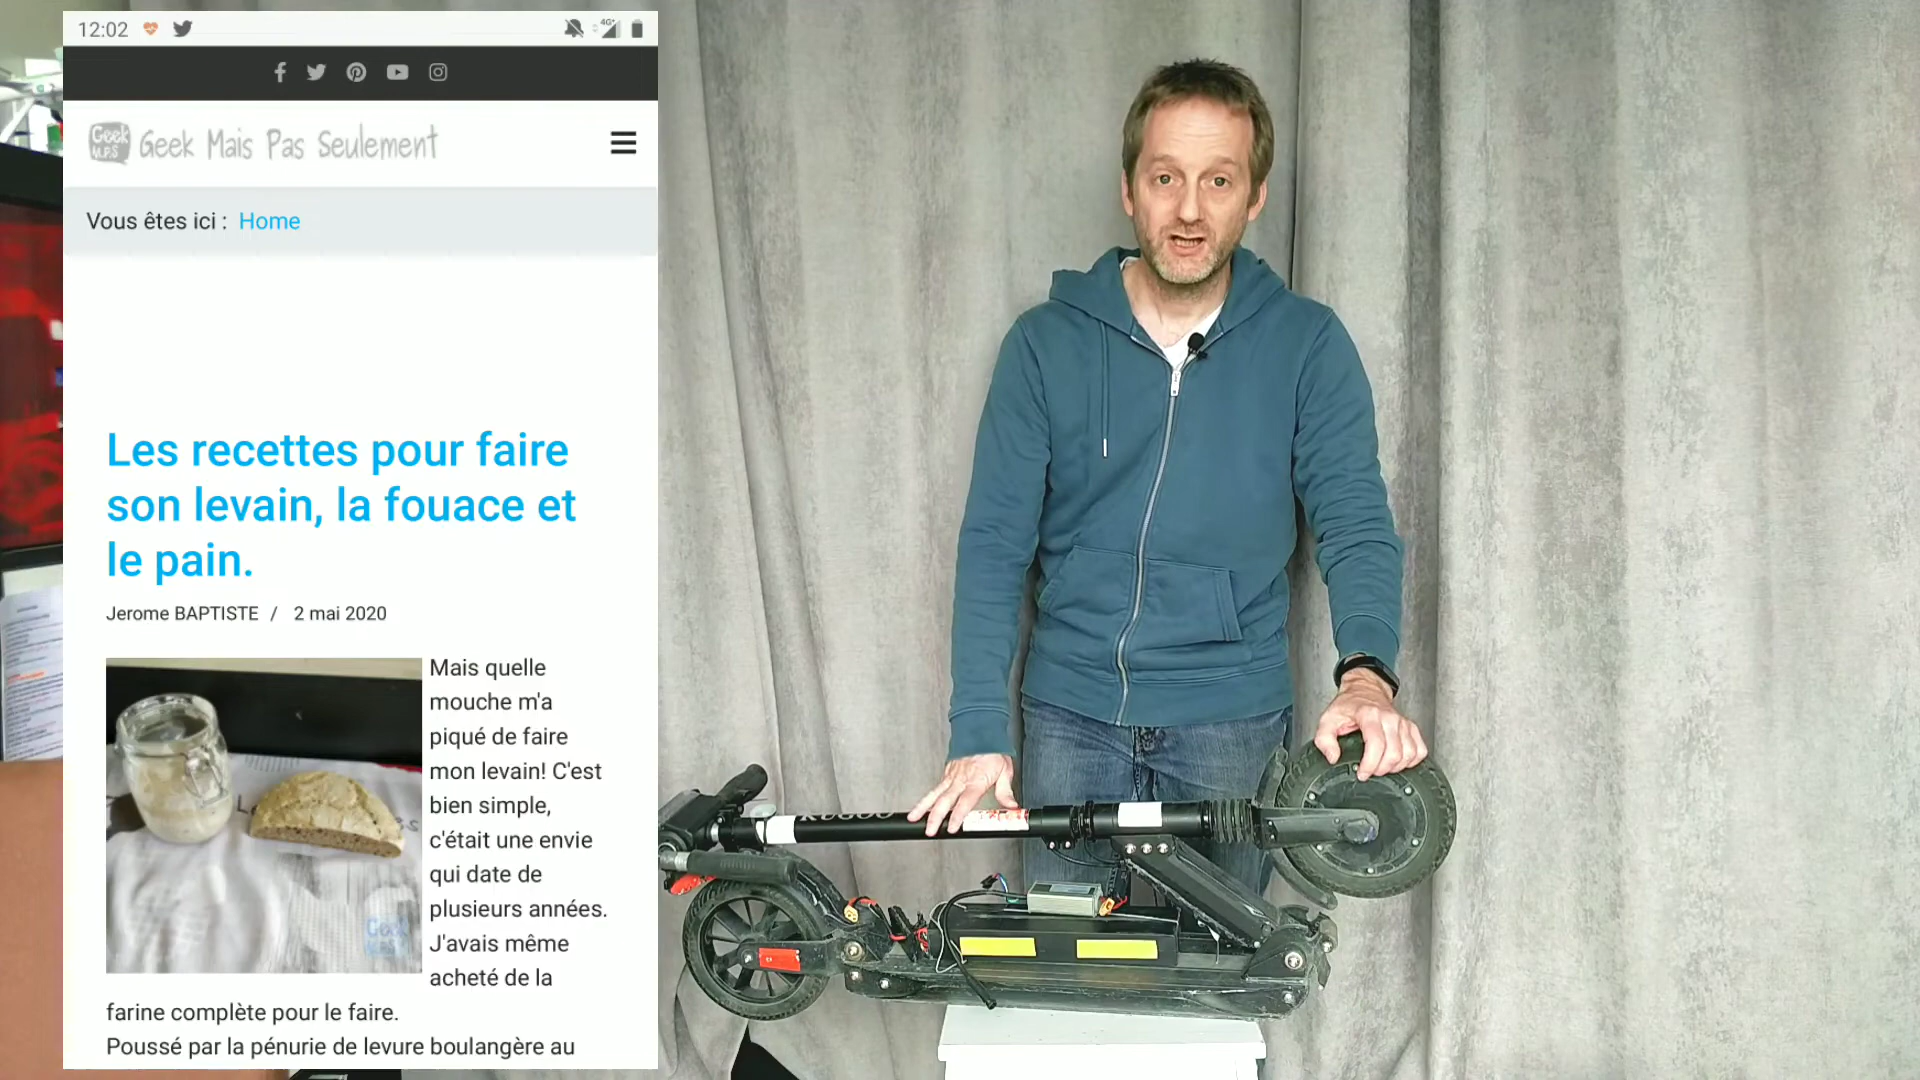 12:02
4G+
Geek
M.P.S
Geek Mais Pas Seulement
Vous êtes ici : Home
Les recettes pour faire
son levain, la fouace et
le pain.
Jerome BAPTISTE / 2 mai 2020
Mais quelle
mouche m'a
piqué de faire
mon levain! C'est
bien simple,
c'était une envie
qui date de
plusieurs années.
J'avais même
acheté de la
farine complète pour le faire.
Poussé par la pénurie de levure boulangère au
KUGOO